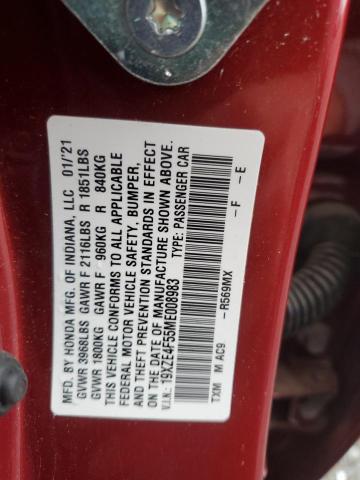 MFD. BY HONDA MFG. OF INDIANA, LLC 01/'21
GVWR 3968LBS GAWR F 2116LBS R 1851LBS
GVWR 1800KG GAWR F 960KG R 840KG
THIS VEHICLE CONFORMS TO ALL APPLICABLE
FEDERAL MOTOR VEHICLE SAFETY, BUMPER,
AND THEFT PREVENTION STANDARDS IN EFFECT
ON THE DATE OF MANUFACTURE SHOWN ABOVE.
V.I.N.: 19XZE4F55ME008983 TYPE: PASSENGER CAR
TXM M AC9 -R569MX -F -E